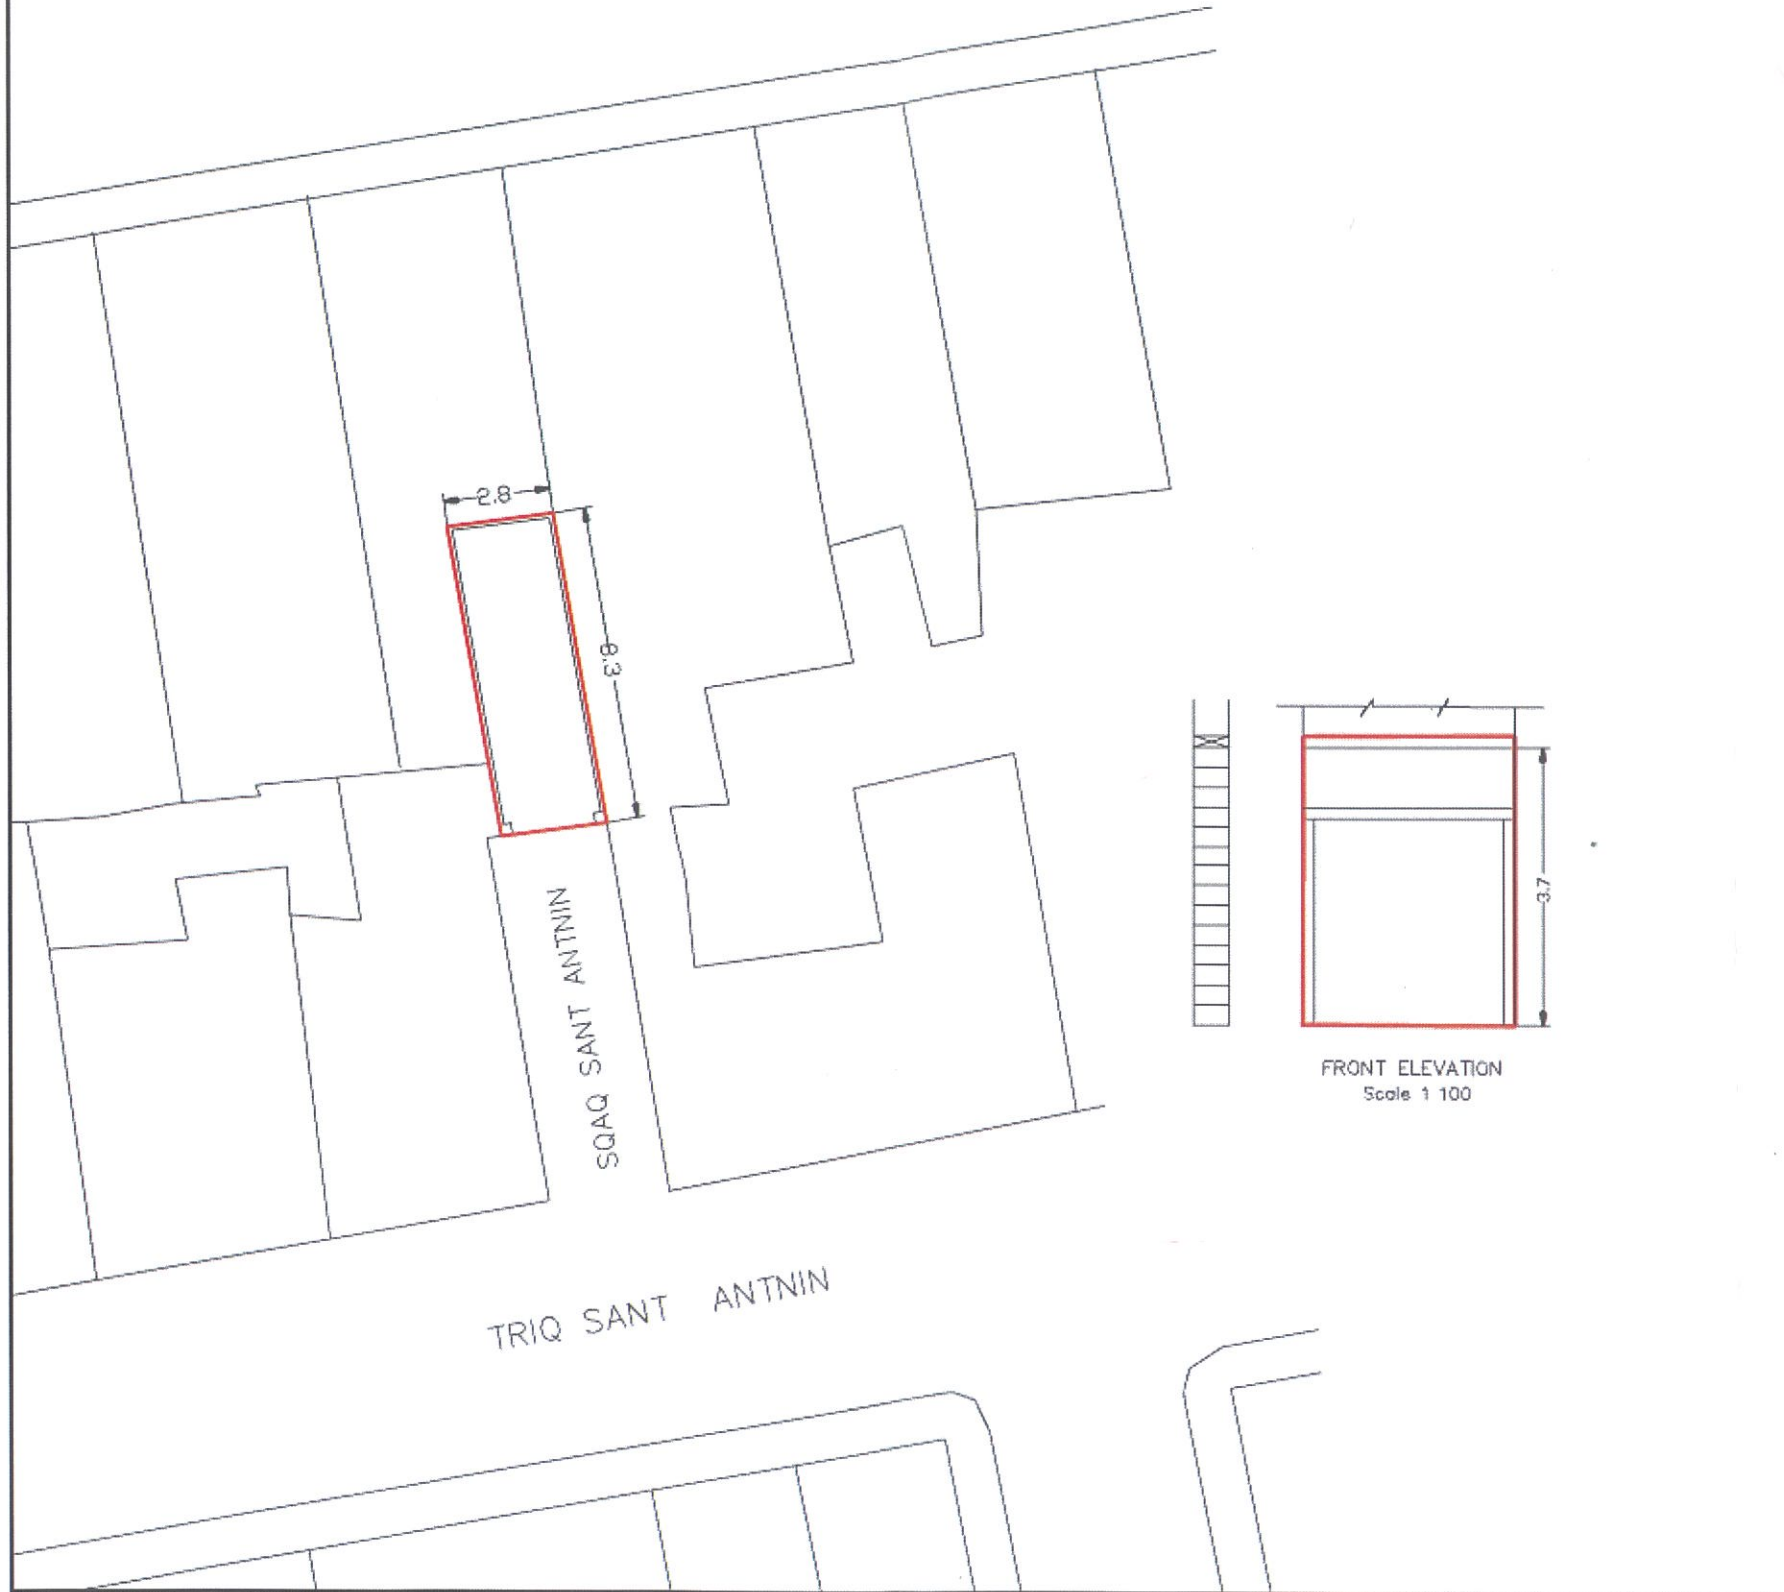 2.8
8.3
3.7
FRONT ELEVATION
Scale 1 100
SQAQ SANT ANTNIN
TRIQ SANT ANTNIN